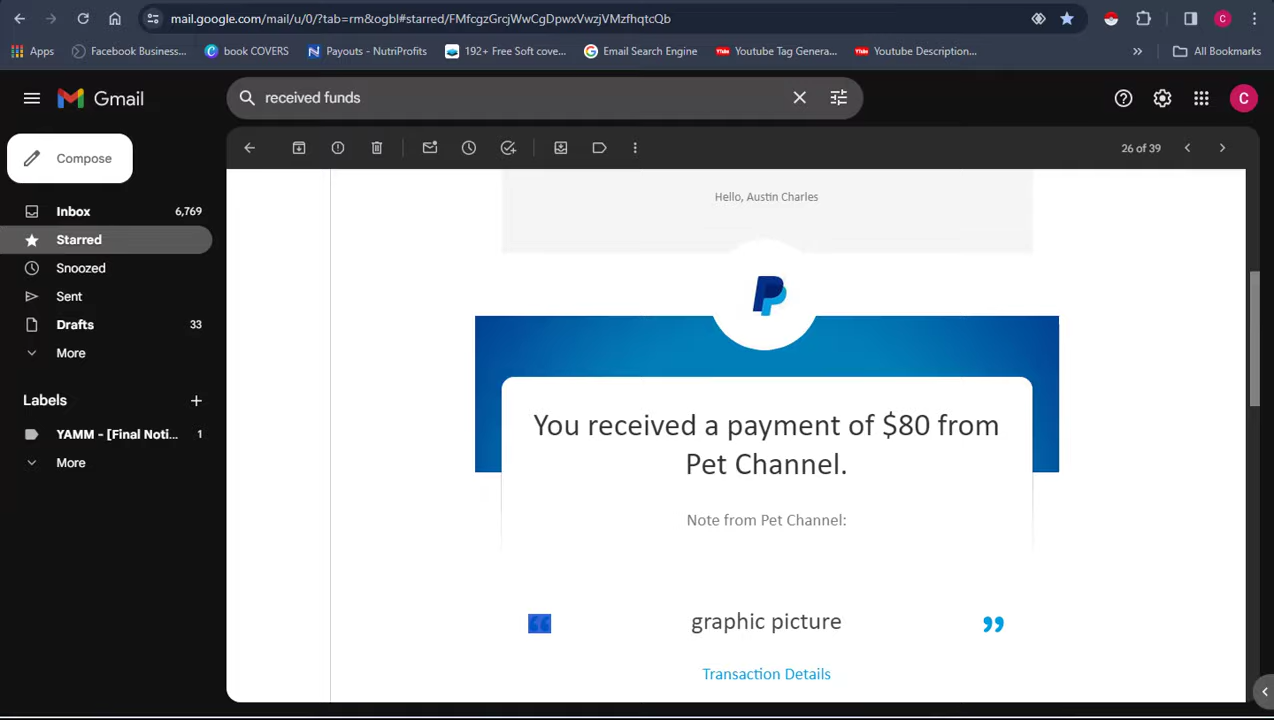 mail.google.com/mail/u/0/?tab=rm&ogbl#starred/FMfcgzGrcjWwCgDpwxVwzjVMzfhqtcQb
C
Apps
Facebook Business...
book COVERS
Payouts - NutriProfits
192+ Free Soft cove...
Email Search Engine
Youtube Tag Genera...
Youtube Description...
All Bookmarks
Gmail
received funds
C
Compose
26 of 39
Inbox 6,769
Starred
Snoozed
Sent
Drafts 33
More
Labels
YAMM - [Final Noti... 1
More
Hello, Austin Charles
You received a payment of $80 from
Pet Channel.
Note from Pet Channel:
“ graphic picture ”
Transaction Details